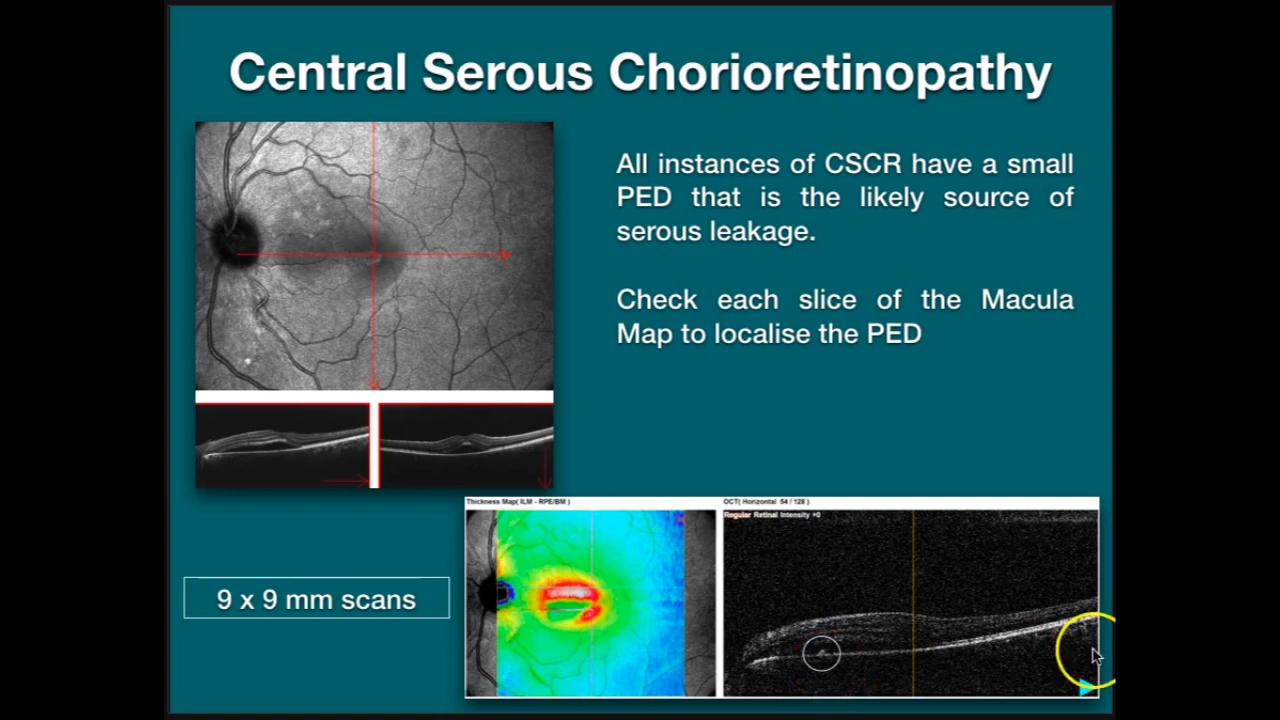 Central Serous Chorioretinopathy
All instances of CSCR have a small
PED that is the likely source of
serous leakage.
Check each slice of the Macula
Map to localise the PED
Thickness Map( ILM - RPE/BM )
OCT( Horizontal 54 / 128 )
Regular Retinal Intensity +0
9 x 9 mm scans